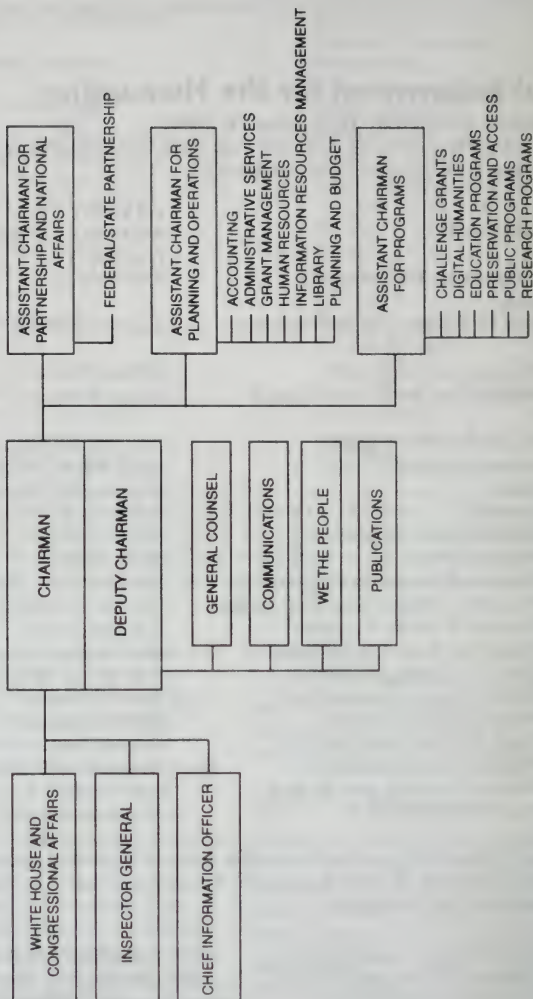 WHITE HOUSE AND
CONGRESSIONAL AFFAIRS
INSPECTOR GENERAL
CHIEF INFORMATION OFFICER
CHAIRMAN
DEPUTY CHAIRMAN
GENERAL COUNSEL
COMMUNICATIONS
WE THE PEOPLE
PUBLICATIONS
ASSISTANT CHAIRMAN FOR
PARTNERSHIP AND NATIONAL
AFFAIRS
FEDERAL/STATE PARTNERSHIP
ASSISTANT CHAIRMAN FOR
PLANNING AND OPERATIONS
ACCOUNTING
ADMINISTRATIVE SERVICES
GRANT MANAGEMENT
HUMAN RESOURCES
INFORMATION RESOURCES MANAGEMENT
LIBRARY
PLANNING AND BUDGET
ASSISTANT CHAIRMAN
FOR PROGRAMS
CHALLENGE GRANTS
DIGITAL HUMANITIES
EDUCATION PROGRAMS
PRESERVATION AND ACCESS
PUBLIC PROGRAMS
RESEARCH PROGRAMS